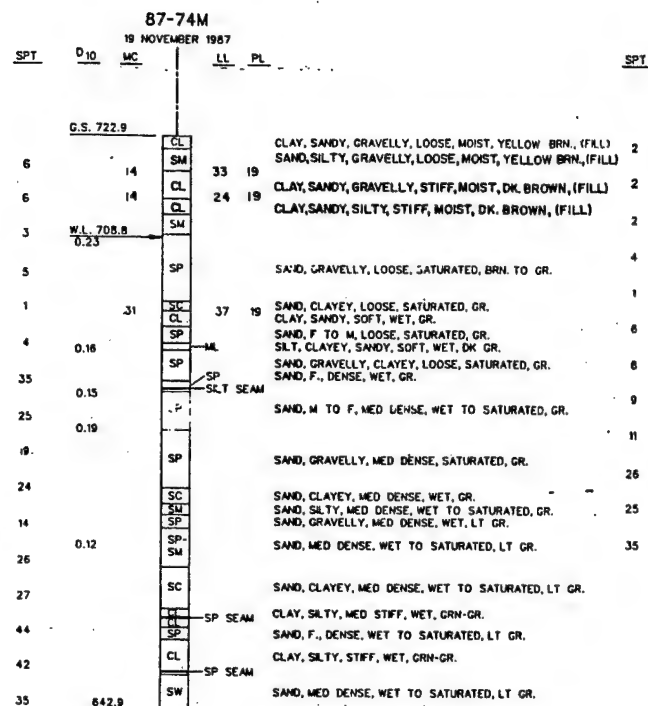 87-74M
19 NOVEMBER 1987
SPT D10 MC LL PL SPT
G.S. 722.9
CL CLAY, SANDY, GRAVELLY, LOOSE, MOIST, YELLOW BRN., (FILL) 2
6 SM SAND, SILTY, GRAVELLY, LOOSE, MOIST, YELLOW BRN., (FILL)
14 33 19
CL CLAY, SANDY, GRAVELLY, STIFF, MOIST, DK. BROWN, (FILL) 2
6 14 24 19
CL CLAY, SANDY, SILTY, STIFF, MOIST, DK. BROWN, (FILL)
SM 2
3 W.L. 708.8
0.23
4
5 SP SAND, GRAVELLY, LOOSE, SATURATED, BRN. TO GR.
1
1 31 SC 37 19 SAND, CLAYEY, LOOSE, SATURATED, GR.
CL CLAY, SANDY, SOFT, WET, GR.
SP SAND, F TO M, LOOSE, SATURATED, GR. 6
4 0.16 ML SILT, CLAYEY, SANDY, SOFT, WET, DK GR.
SP SAND, GRAVELLY, CLAYEY, LOOSE, SATURATED, GR. 6
35 SP SAND, F., DENSE, WET, GR.
0.15 SILT SEAM
9
25 SAND, M TO F, MED DENSE, WET TO SATURATED, GR.
0.19 11
19
SP SAND, GRAVELLY, MED DENSE, SATURATED, GR.
26
24
SC SAND, CLAYEY, MED DENSE, WET, GR.
SM SAND, SILTY, MED DENSE, WET TO SATURATED, GR. 25
14 SP SAND, GRAVELLY, MED DENSE, WET, LT GR.
0.12 SP-SM SAND, MED DENSE, WET TO SATURATED, LT GR. 35
26
SC SAND, CLAYEY, MED DENSE, WET TO SATURATED, LT GR.
27
CL CLAY, SILTY, MED STIFF, WET, GRN-GR.
SP SEAM
CL
44 SP SAND, F., DENSE, WET TO SATURATED, LT GR.
CL CLAY, SILTY, STIFF, WET, GRN-GR.
42 SP SEAM
SW SAND, MED DENSE, WET TO SATURATED, LT GR.
35 642.9